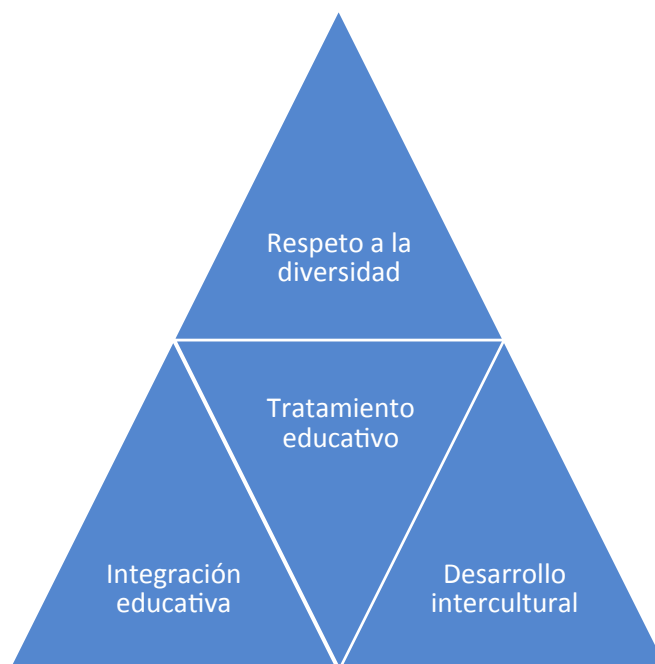 Respeto a la
diversidad
Tratamiento
educativo
Integración
educativa
Desarrollo
intercultural